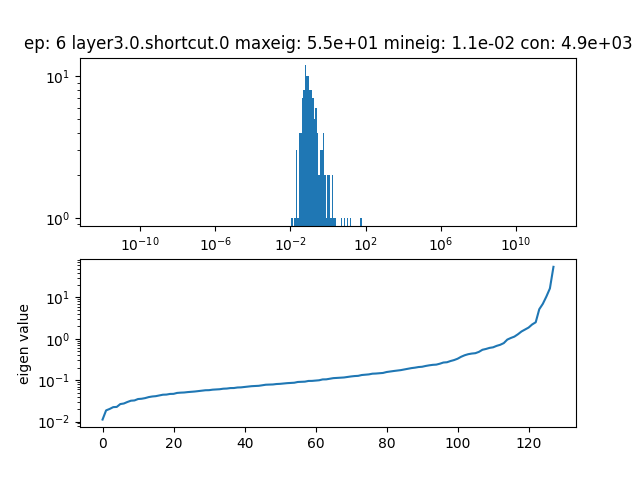 ep: 6 layer3.0.shortcut.0 maxeig: 5.5e+01 mineig: 1.1e-02 con: 4.9e+03
10¹
10⁰
10⁻¹⁰ 10⁻⁶ 10⁻² 10² 10⁶ 10¹⁰
eigen value
10¹
10⁰
10⁻¹
10⁻²
0 20 40 60 80 100 120